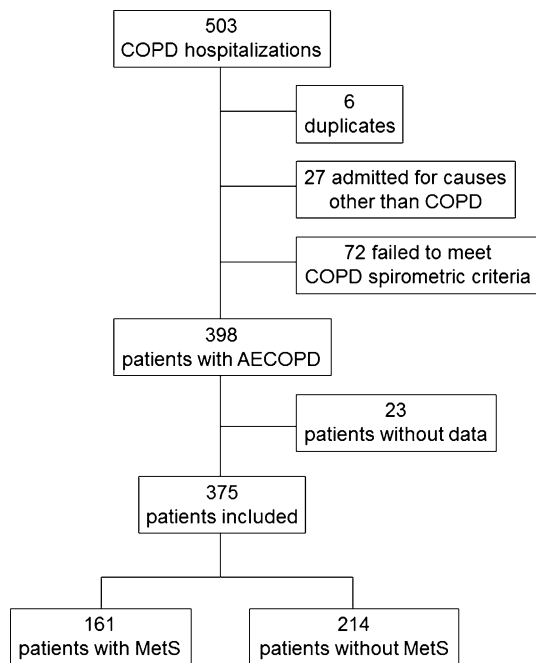 503
COPD hospitalizations
6
duplicates
27 admitted for causes
other than COPD
72 failed to meet
COPD spirometric criteria
398
patients with AECOPD
23
patients without data
375
patients included
161
patients with MetS
214
patients without MetS